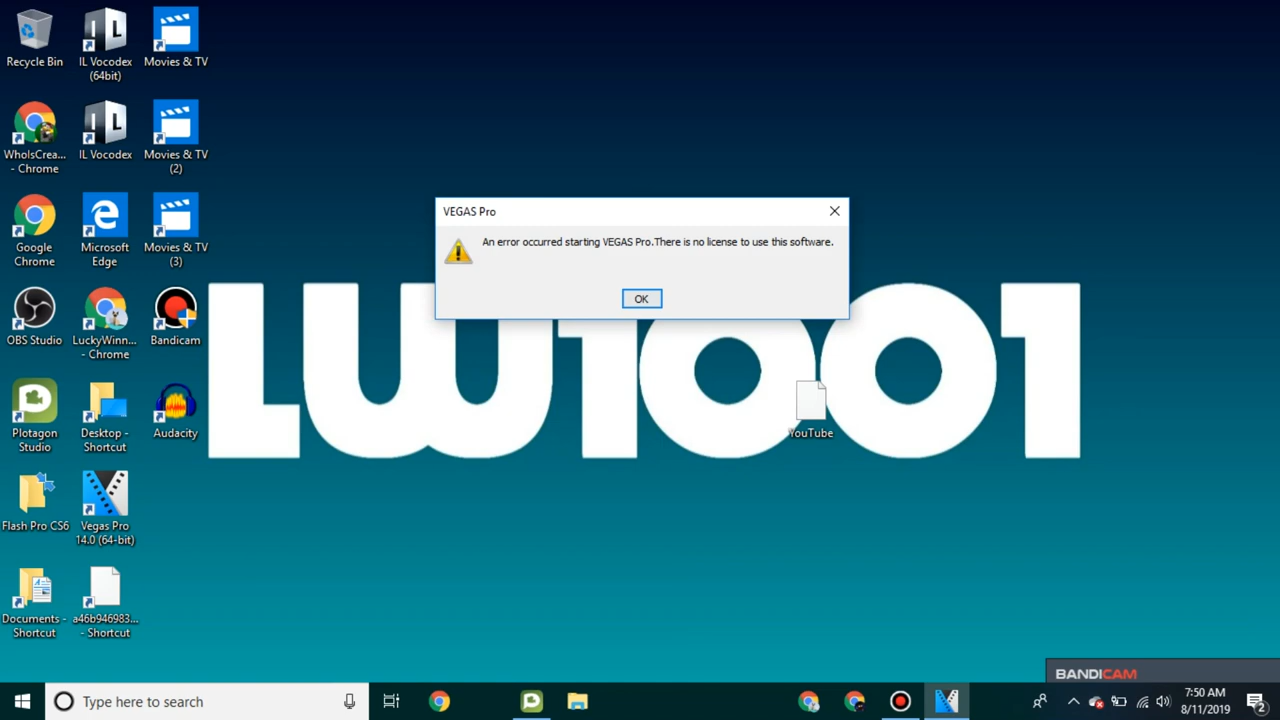 Recycle Bin
IL Vocodex
(64bit)
Movies & TV
WhoIsCrea...
- Chrome
IL Vocodex
Movies & TV
(2)
Google
Chrome
Microsoft
Edge
Movies & TV
(3)
OBS Studio
LuckyWinn...
- Chrome
Bandicam
Plotagon
Studio
Desktop -
Shortcut
Audacity
Flash Pro CS6
Vegas Pro
14.0 (64-bit)
Documents -
Shortcut
a46b946983...
- Shortcut
VEGAS Pro
An error occurred starting VEGAS Pro.There is no license to use this software.
OK
LW1001
YouTube
BANDICAM
Type here to search
7:50 AM
8/11/2019
2